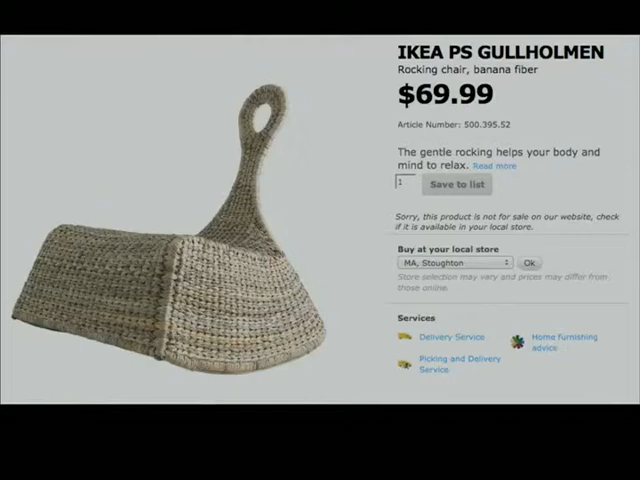 IKEA PS GULLHOLMEN
Rocking chair, banana fiber
$69.99
Article Number: 500.395.52
The gentle rocking helps your body and
mind to relax. Read more
1
Save to list
Sorry, this product is not for sale on our website, check
if it is available in your local store.
Buy at your local store
MA, Stoughton
Ok
Store selection may vary and prices may differ from
those online.
Services
Delivery Service
Home furnishing
advice
Picking and Delivery
Service